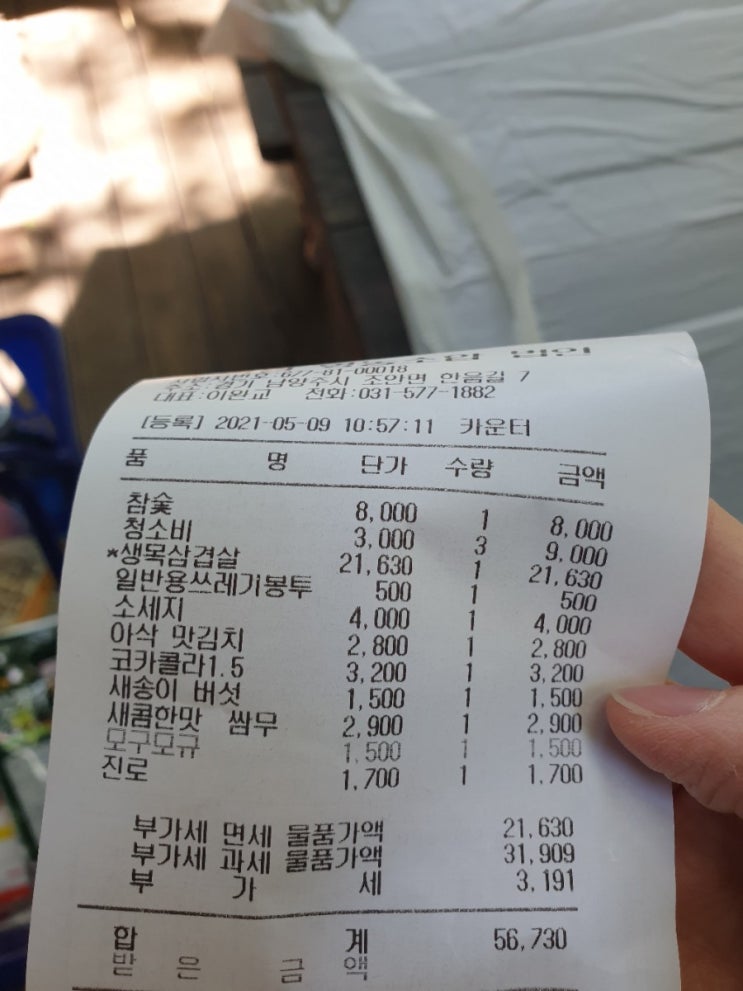 :677-81-00018
주소:경기 남양주시 조안면 한음길 7
대표:이완교 전화:031-577-1882
[등록] 2021-05-09 10:57:11 카운터
품 명 단가 수량 금액
참숯 8,000 1 8,000
청소비 3,000 3 9,000
*생목삼겹살 21,630 1 21,630
일반용쓰레기봉투 500 1 500
소세지 4,000 1 4,000
아삭 맛김치 2,800 1 2,800
코카콜라1.5 3,200 1 3,200
새송이 버섯 1,500 1 1,500
새콤한맛 쌈무 2,900 1 2,900
모구모규 1,500 1 1,500
진로 1,700 1 1,700
부가세 면세 물품가액 21,630
부가세 과세 물품가액 31,909
부 가 세 3,191
합 계 56,730
받 은 금 액